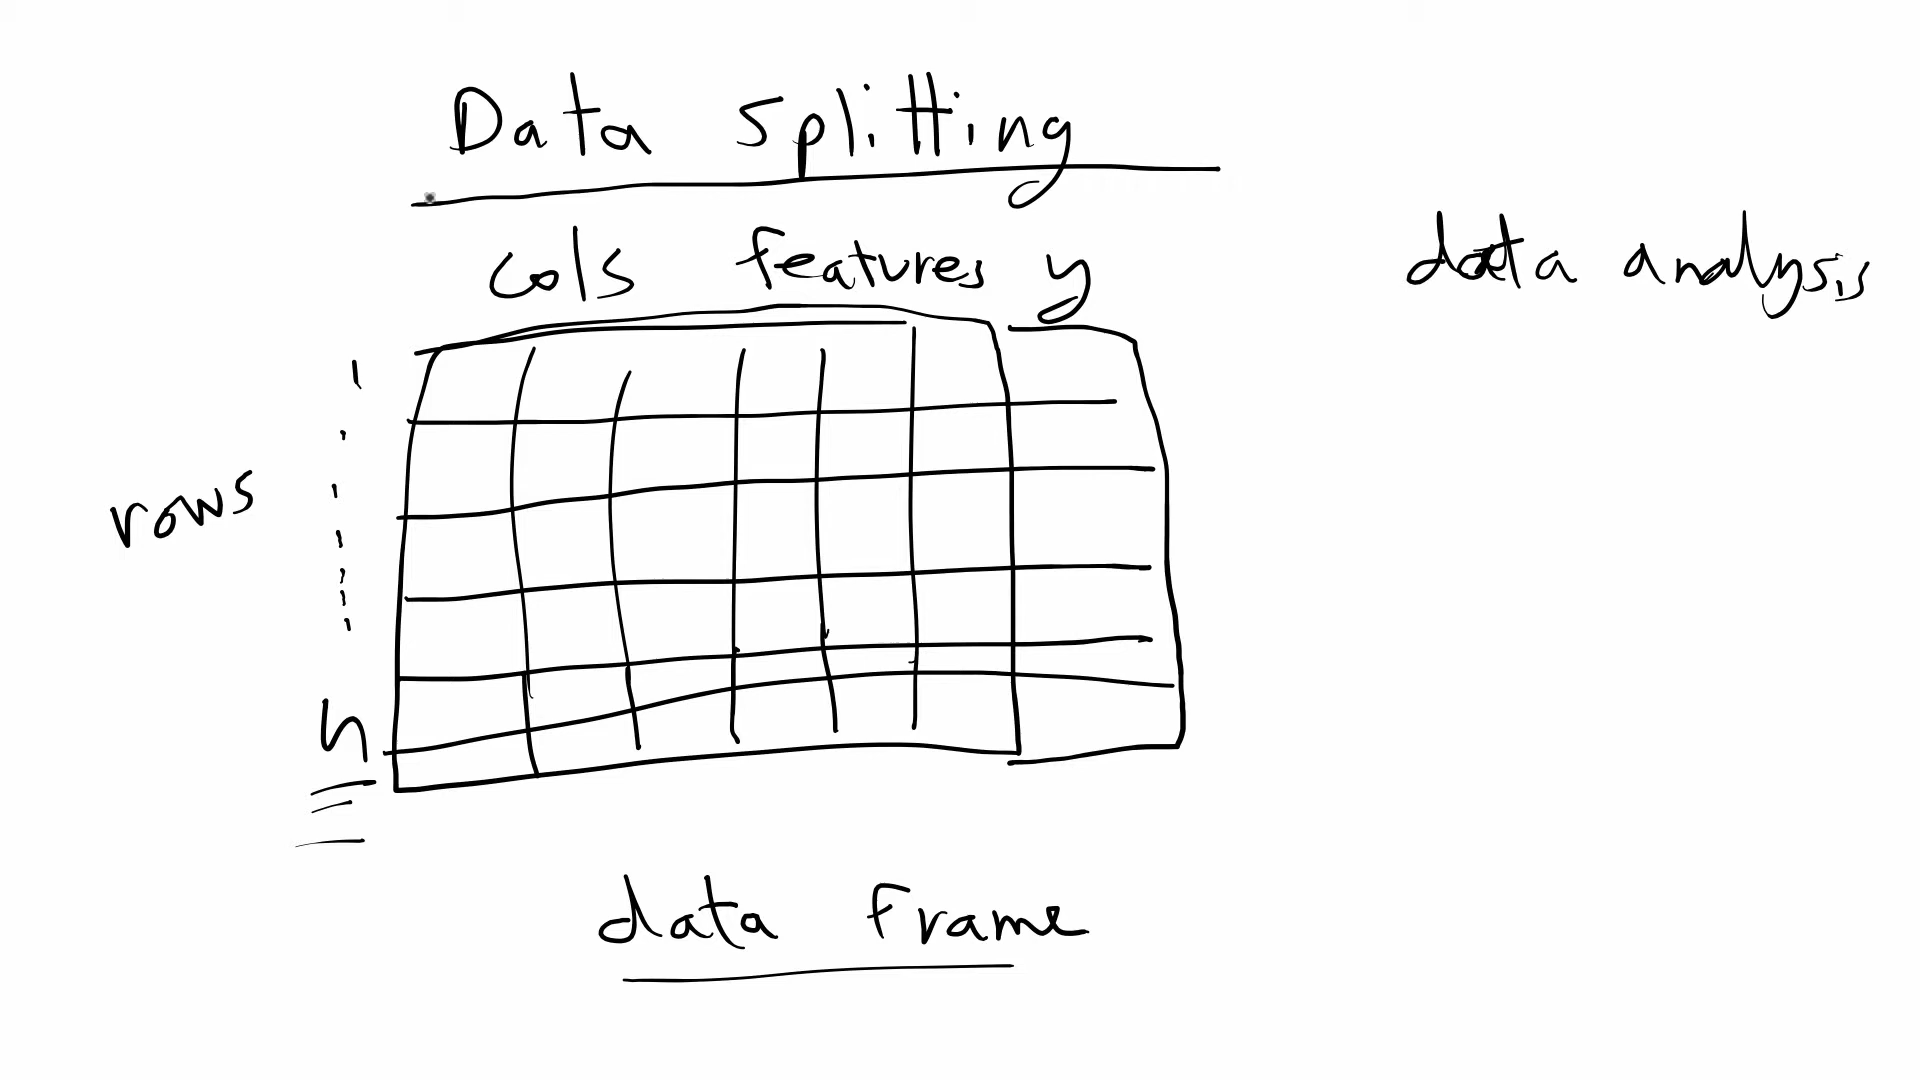 Data Splitting
cols features y
data analysis
1
rows
n
data frame